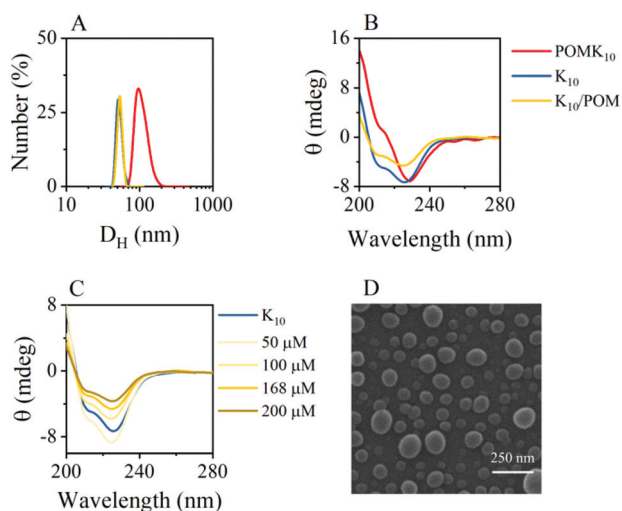 A
50
25
0
Number (%)
10
100
1000
D_H (nm)
B
16
8
0
-8
θ (mdeg)
200
240
280
Wavelength (nm)
POMK₁₀
K₁₀
K₁₀/POM
C
8
0
-8
θ (mdeg)
200
220
240
260
280
Wavelength (nm)
K₁₀
50 μM
100 μM
168 μM
200 μM
D
250 nm